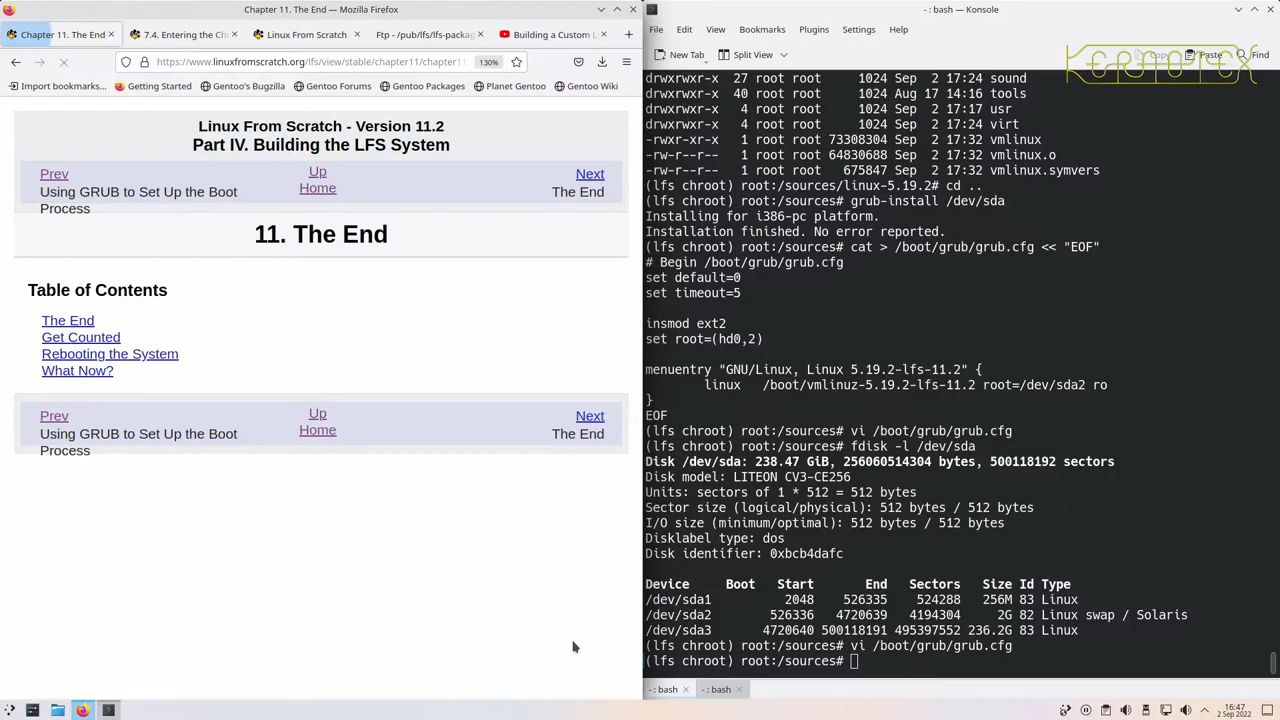 Chapter 11. The End — Mozilla Firefox
Chapter 11. The End
7.4. Entering the Ch
Linux From Scratch
Ftp - /pub/lfs/lfs-packag
Building a Custom L
https://www.linuxfromscratch.org/lfs/view/stable/chapter11/chapter
Import bookmarks...
Getting Started
Gentoo's Bugzilla
Gentoo Forums
Gentoo Packages
Planet Gentoo
Gentoo Wiki
Linux From Scratch - Version 11.2
Part IV. Building the LFS System
Prev
Up
Next
Using GRUB to Set Up the Boot Process
Home
The End
11. The End
Table of Contents
The End
Get Counted
Rebooting the System
What Now?
Prev
Up
Next
Using GRUB to Set Up the Boot Process
Home
The End
- : bash — Konsole
File Edit View Bookmarks Plugins Settings Help
New Tab Split View Paste Find
KERAPLEX
drwxrwxr-x 27 root root 1024 Sep 2 17:24 sound
drwxrwxr-x 40 root root 1024 Aug 17 14:16 tools
drwxrwxr-x 4 root root 1024 Sep 2 17:24 usr
drwxrwxr-x 4 root root 1024 Sep 2 17:24 virt
-rwxr-xr-x 1 root root 73308304 Sep 2 17:32 vmlinux
-rw-r--r-- 1 root root 64830688 Sep 2 17:32 vmlinux.o
-rw-r--r-- 1 root root 675847 Sep 2 17:32 vmlinux.symvers
(lfs chroot) root:/sources/linux-5.19.2# cd ..
(lfs chroot) root:/sources# grub-install /dev/sda
Installing for i386-pc platform.
Installation finished. No error reported.
(lfs chroot) root:/sources# cat > /boot/grub/grub.cfg << "EOF"
# Begin /boot/grub/grub.cfg
set default=0
set timeout=5
insmod ext2
set root=(hd0,2)
menuentry "GNU/Linux, Linux 5.19.2-lfs-11.2" {
linux /boot/vmlinuz-5.19.2-lfs-11.2 root=/dev/sda2 ro
}
EOF
(lfs chroot) root:/sources# vi /boot/grub/grub.cfg
(lfs chroot) root:/sources# fdisk -l /dev/sda
Disk /dev/sda: 238.47 GiB, 256060514304 bytes, 500118192 sectors
Disk model: LITEON CV3-CE256
Units: sectors of 1 * 512 = 512 bytes
Sector size (logical/physical): 512 bytes / 512 bytes
I/O size (minimum/optimal): 512 bytes / 512 bytes
Disklabel type: dos
Disk identifier: 0xbcb4dafc
Device Boot Start End Sectors Size Id Type
/dev/sda1 2048 526335 524288 256M 83 Linux
/dev/sda2 526336 4720639 4194304 2G 82 Linux swap / Solaris
/dev/sda3 4720640 500118191 495397552 236.2G 83 Linux
(lfs chroot) root:/sources# vi /boot/grub/grub.cfg
(lfs chroot) root:/sources#
- : bash
- : bash
16:47
2 Sep 2022